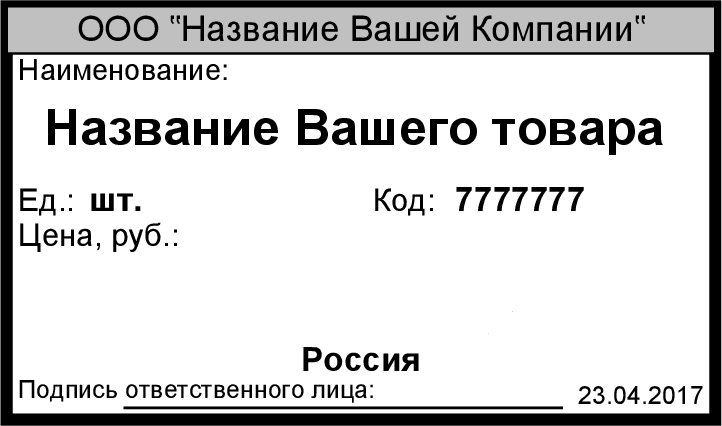 ООО "Название Вашей Компании"
Наименование:
Название Вашего товара
Ед.: шт. Код: 7777777
Цена, руб.:
Россия
Подпись ответственного лица:
23.04.2017